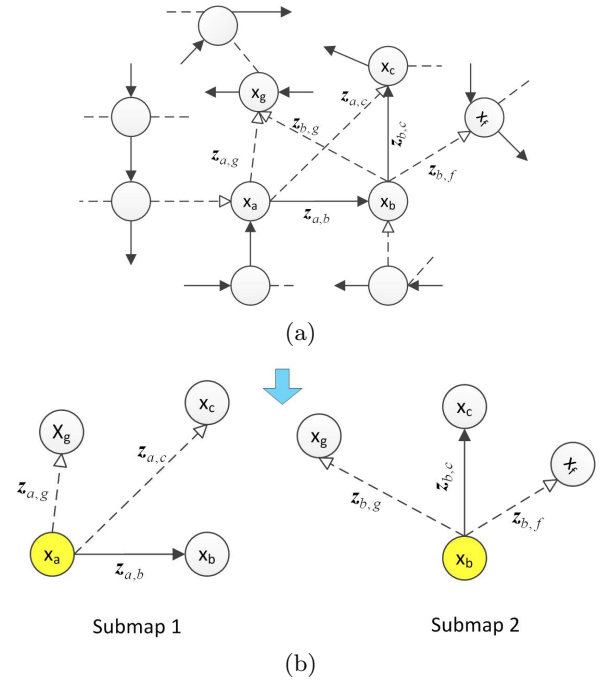 x_c
x_g
z_{a,c}
x_f
z_{b,g}
z_{b,c}
z_{a,g}
z_{b,f}
x_a
x_b
z_{a,b}
(a)
x_c
x_c
X_g
x_g
z_{a,c}
z_{b,c}
x_f
z_{a,g}
z_{b,g}
z_{b,f}
x_a
x_b
x_b
z_{a,b}
Submap 1
Submap 2
(b)